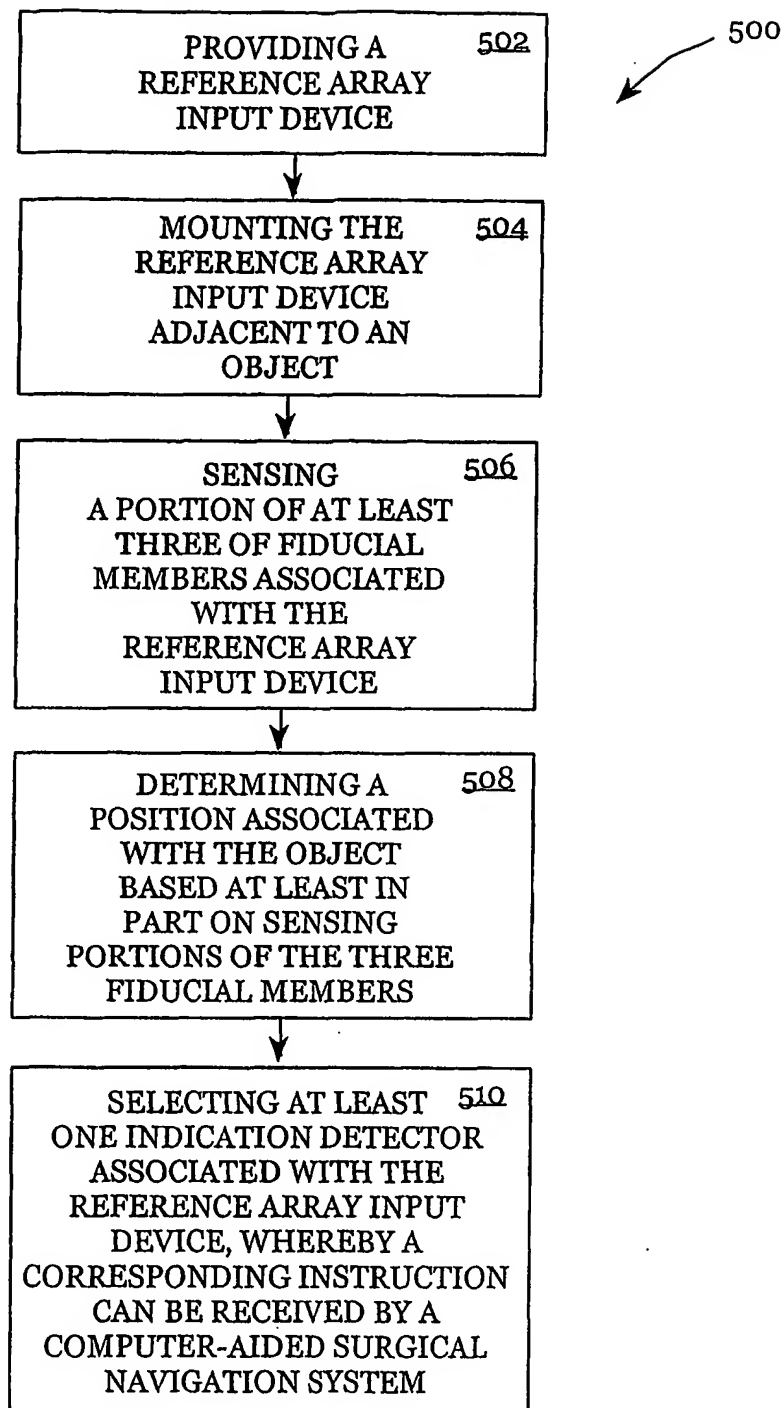 500
PROVIDING A 502
REFERENCE ARRAY
INPUT DEVICE
MOUNTING THE 504
REFERENCE ARRAY
INPUT DEVICE
ADJACENT TO AN
OBJECT
SENSING 506
A PORTION OF AT LEAST
THREE OF FIDUCIAL
MEMBERS ASSOCIATED
WITH THE
REFERENCE ARRAY
INPUT DEVICE
DETERMINING A 508
POSITION ASSOCIATED
WITH THE OBJECT
BASED AT LEAST IN
PART ON SENSING
PORTIONS OF THE THREE
FIDUCIAL MEMBERS
SELECTING AT LEAST 510
ONE INDICATION DETECTOR
ASSOCIATED WITH THE
REFERENCE ARRAY INPUT
DEVICE, WHEREBY A
CORRESPONDING INSTRUCTION
CAN BE RECEIVED BY A
COMPUTER-AIDED SURGICAL
NAVIGATION SYSTEM